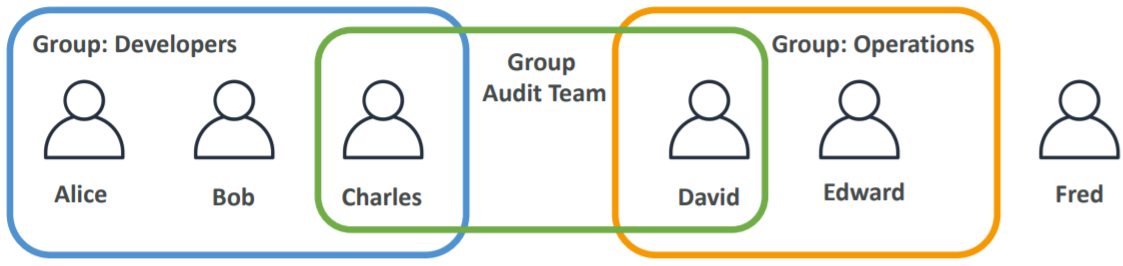 Group: Developers
Group
Audit Team
Group: Operations
Alice
Bob
Charles
David
Edward
Fred